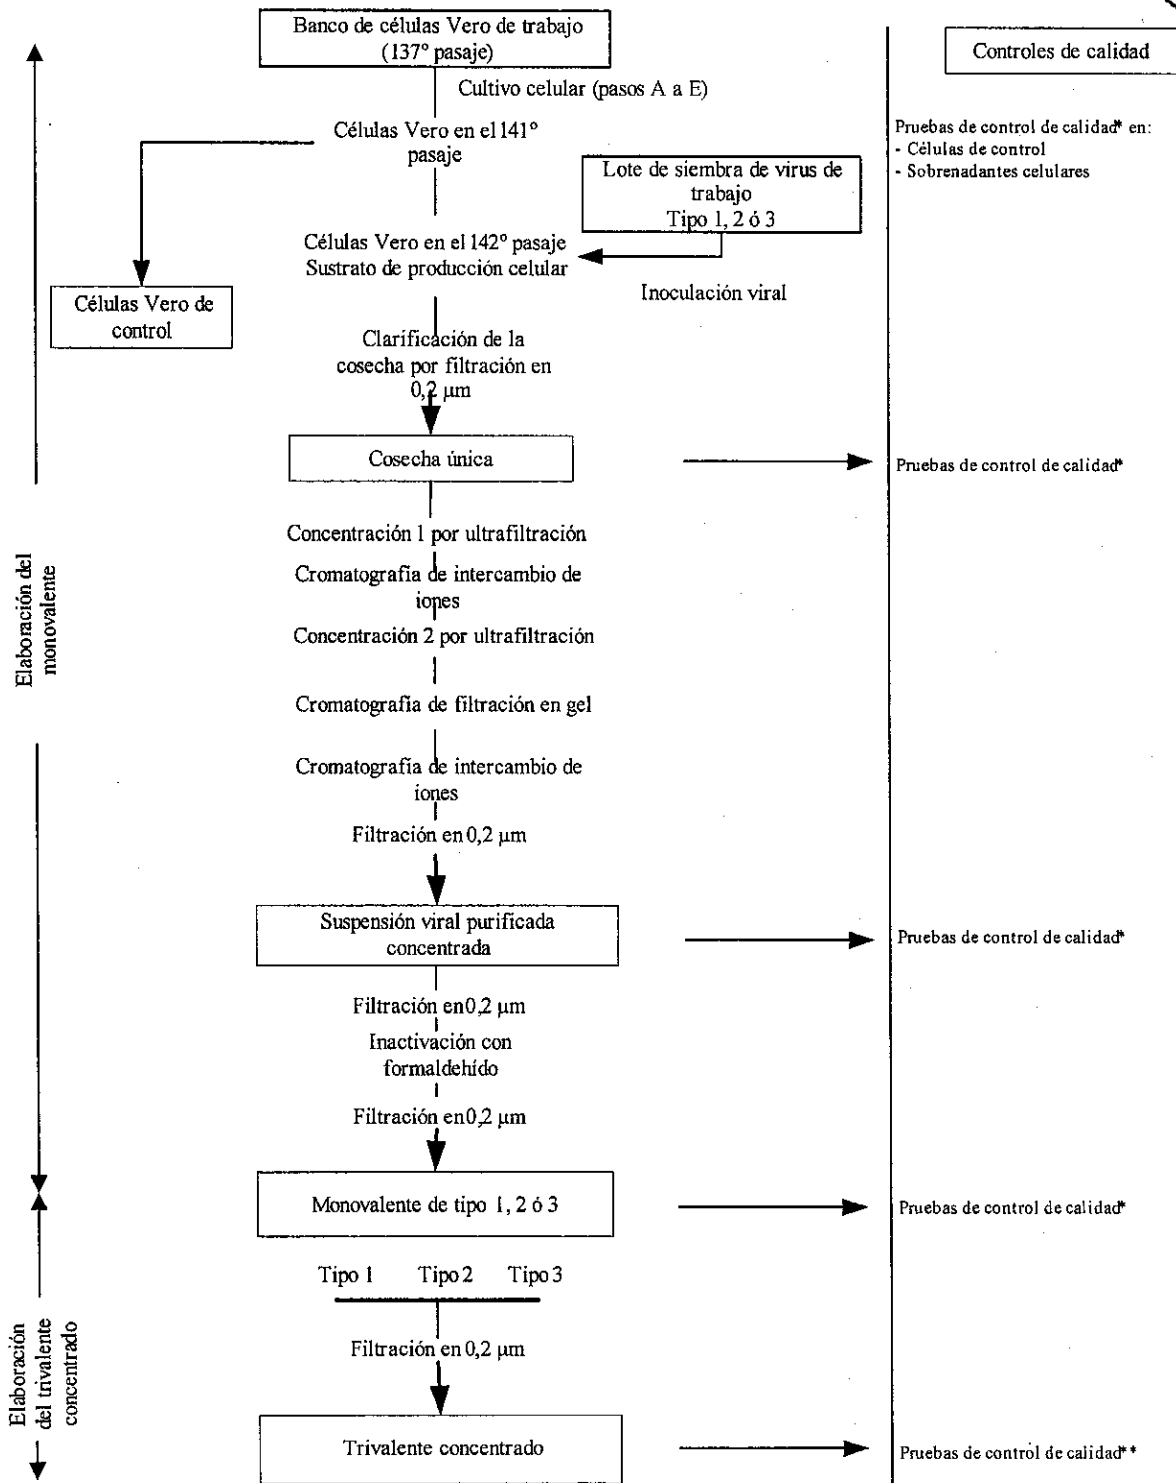 Banco de células Vero de trabajo
(137º pasaje)
Controles de calidad
Cultivo celular (pasos A a E)
Células Vero en el 141º
pasaje
Pruebas de control de calidad* en:
- Células de control
- Sobrenadantes celulares
Lote de siembra de virus de
trabajo
Tipo 1, 2 ó 3
Células Vero en el 142º pasaje
Sustrato de producción celular
Inoculación viral
Células Vero de
control
Clarificación de la
cosecha por filtración en
0,2 µm
Cosecha única
Pruebas de control de calidad*
Concentración 1 por ultrafiltración
Cromatografía de intercambio de
iones
Concentración 2 por ultrafiltración
Elaboración del
monovalente
Cromatografía de filtración en gel
Cromatografía de intercambio de
iones
Filtración en 0,2 µm
Suspensión viral purificada
concentrada
Pruebas de control de calidad*
Filtración en 0,2 µm
Inactivación con
formaldehído
Filtración en 0,2 µm
Monovalente de tipo 1, 2 ó 3
Pruebas de control de calidad*
Tipo 1 Tipo 2 Tipo 3
Elaboración
del trivalente
concentrado
Filtración en 0,2 µm
Trivalente concentrado
Pruebas de control de calidad**